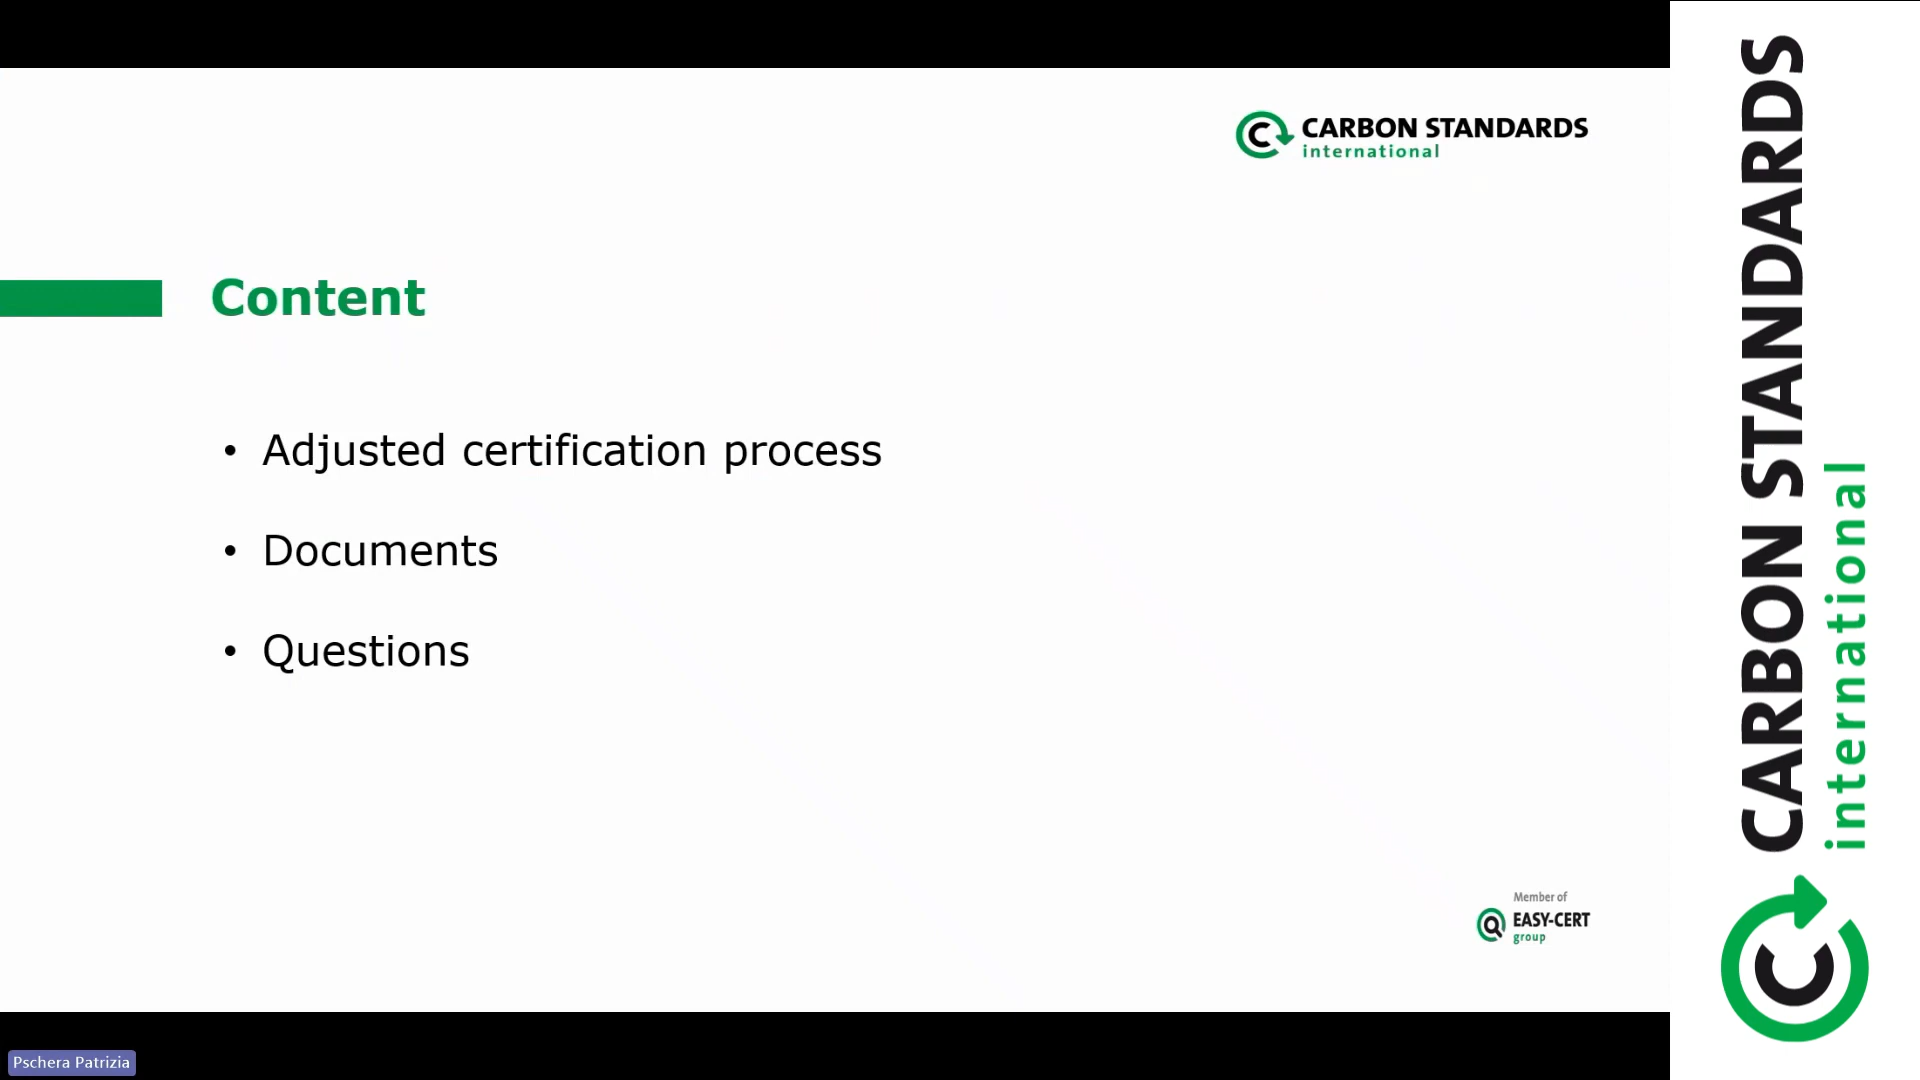 CARBON STANDARDS
international
Content
• Adjusted certification process
• Documents
• Questions
Member of
EASY-CERT
group
Pschera Patrizia
CARBON STANDARDS
international